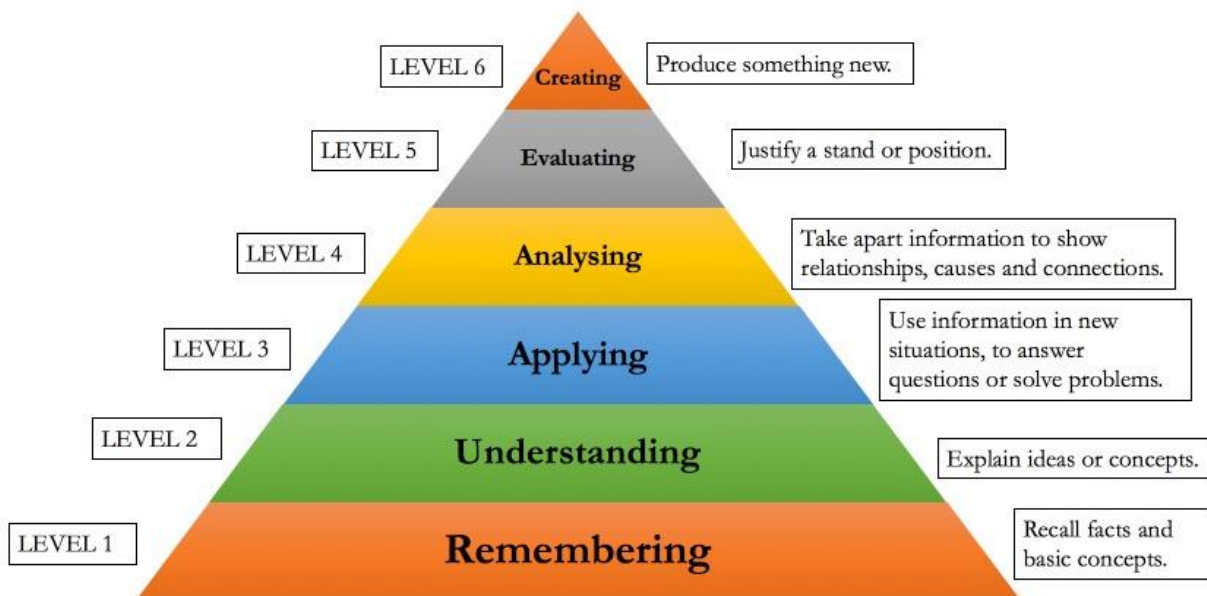 LEVEL 6
Creating
Produce something new.
LEVEL 5
Evaluating
Justify a stand or position.
LEVEL 4
Analysing
Take apart information to show
relationships, causes and connections.
LEVEL 3
Applying
Use information in new
situations, to answer
questions or solve problems.
LEVEL 2
Understanding
Explain ideas or concepts.
LEVEL 1
Remembering
Recall facts and
basic concepts.